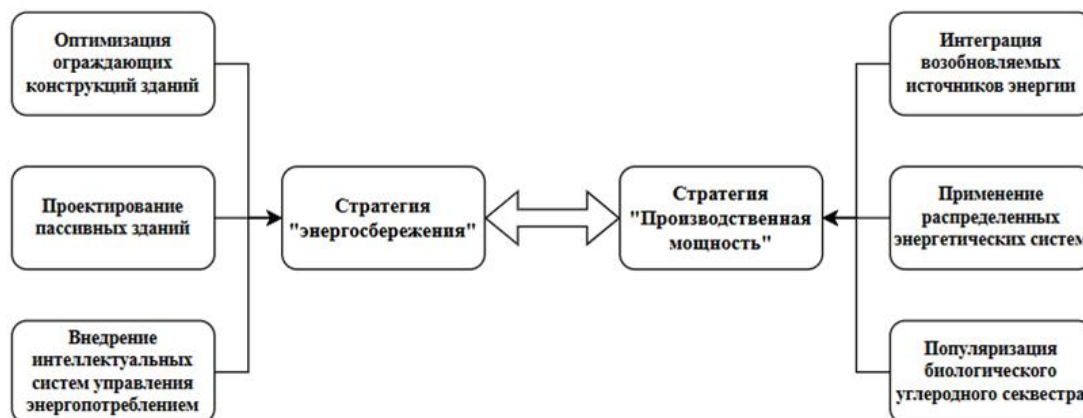 Оптимизация
ограждающих
конструкций зданий
Проектирование
пассивных зданий
Внедрение
интеллектуальных
систем управления
энергопотреблением
Стратегия
"энергосбережения"
Стратегия
"Производственная
мощность"
Интеграция
возобновляемых
источников энергии
Применение
распределенных
энергетических систем
Популяризация
биологического
углеродного секвестра